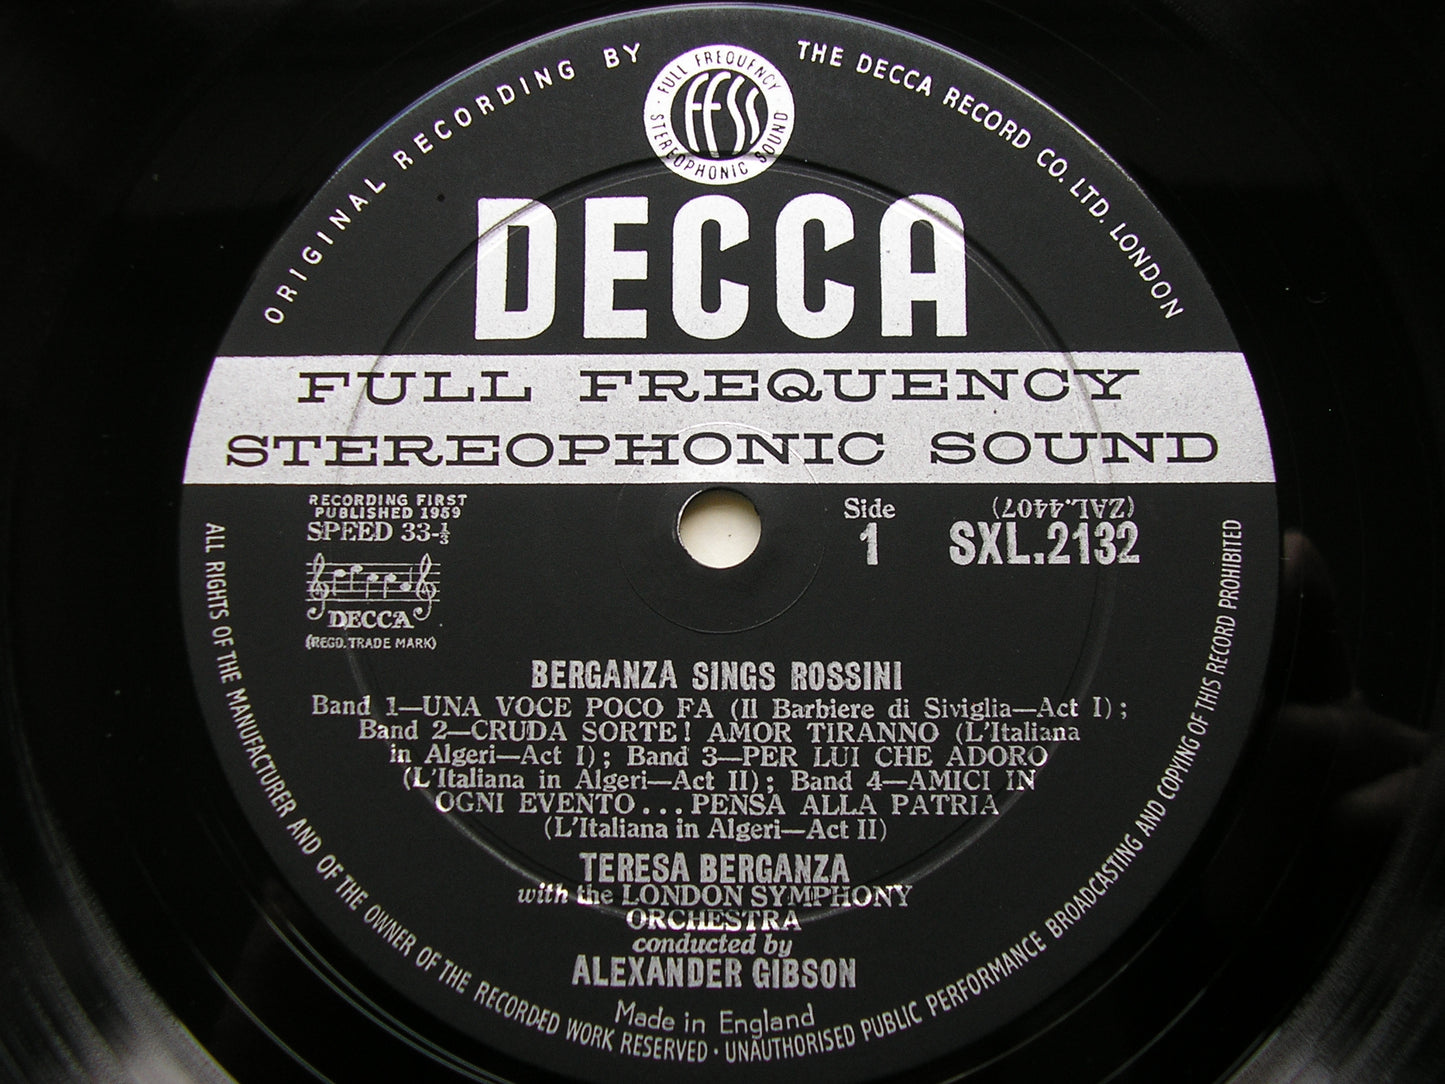 ORIGINAL RECORDING BY
THE DECCA RECORD CO. LTD. LONDON
FULL FREQUENCY
STEREOPHONIC SOUND
FFSS
DECCA
FULL FREQUENCY
STEREOPHONIC SOUND
RECORDING FIRST
PUBLISHED 1959
SPEED 33-⅓
DECCA
(REGD. TRADE MARK)
Side
1
(ZAL.4407)
SXL.2132
BERGANZA SINGS ROSSINI
Band 1—UNA VOCE POCO FA (Il Barbiere di Siviglia—Act I);
Band 2—CRUDA SORTE! AMOR TIRANNO (L'Italiana
in Algeri—Act I); Band 3—PER LUI CHE ADORO
(L'Italiana in Algeri—Act II); Band 4—AMICI IN
OGNI EVENTO...PENSA ALLA PATRIA
(L'Italiana in Algeri—Act II)
TERESA BERGANZA
with the LONDON SYMPHONY
ORCHESTRA
conducted by
ALEXANDER GIBSON
Made in England
ALL RIGHTS OF THE MANUFACTURER AND OF THE OWNER OF THE RECORDED WORK RESERVED · UNAUTHORISED PUBLIC PERFORMANCE BROADCASTING AND COPYING OF THIS RECORD PROHIBITED